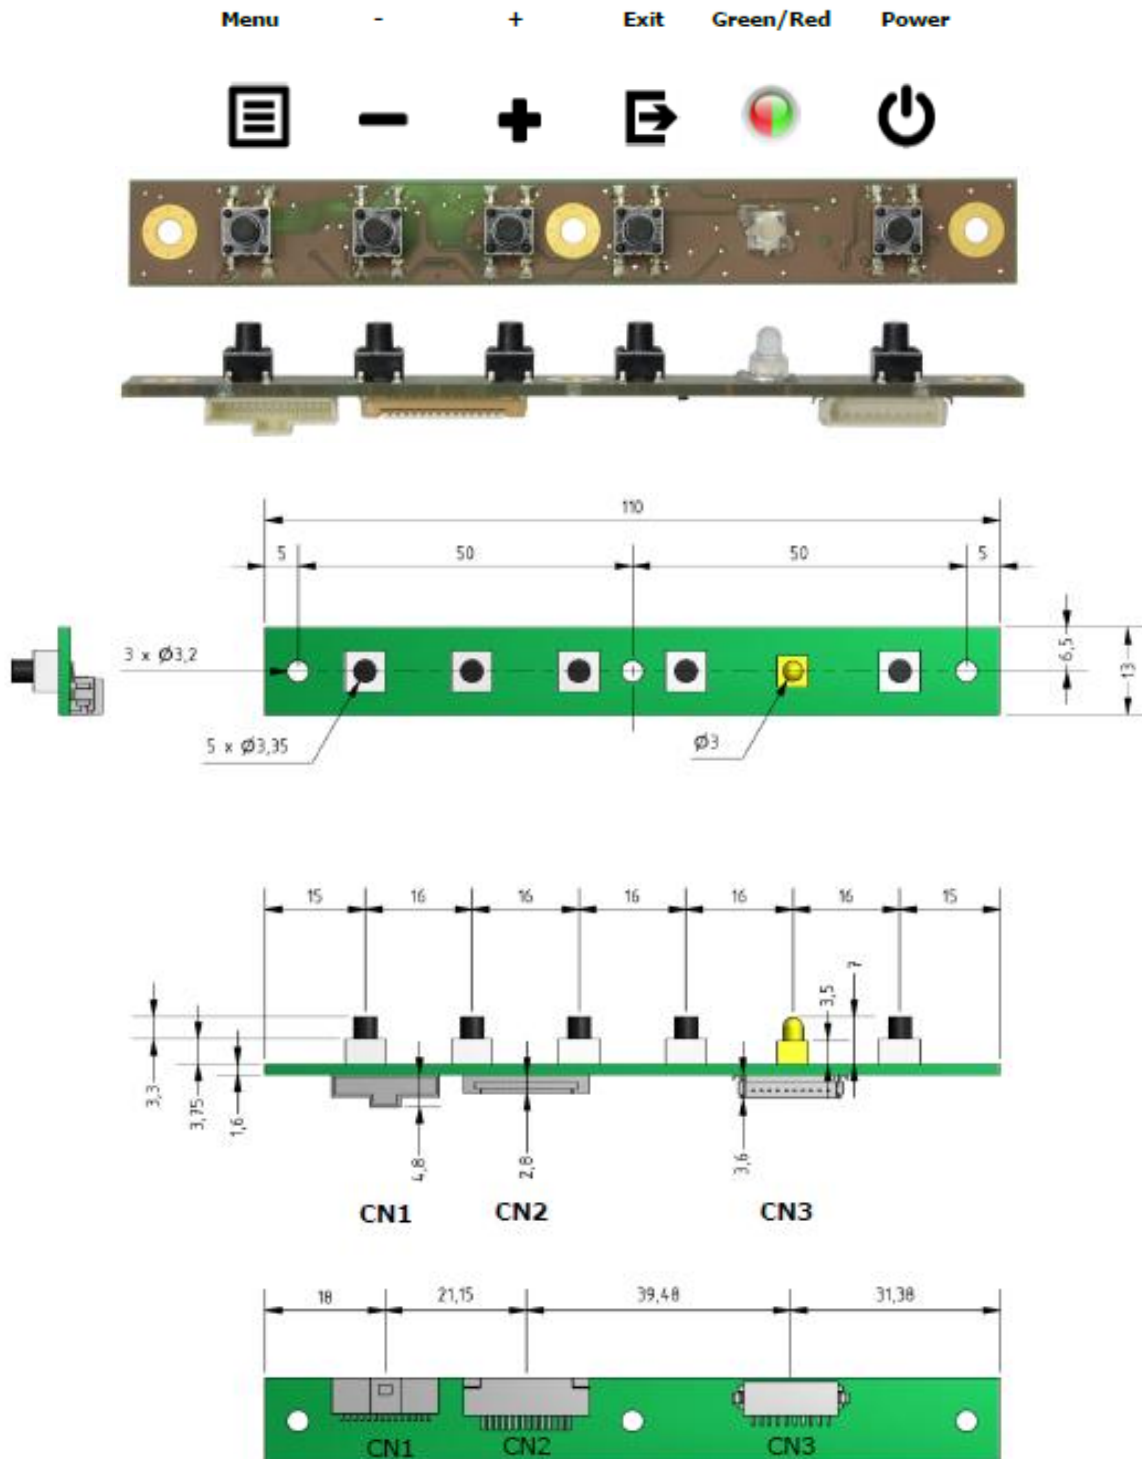 Menu - + Exit Green/Red Power
110
5 50 50 5
3 x Ø3,2
6,5
13
5 x Ø3,35
Ø3
15 16 16 16 16 16 15
7
3,5
3,3
3,75
1,6
4,8
2,8
3,6
CN1 CN2 CN3
18 21,15 39,48 31,38
CN1 CN2 CN3